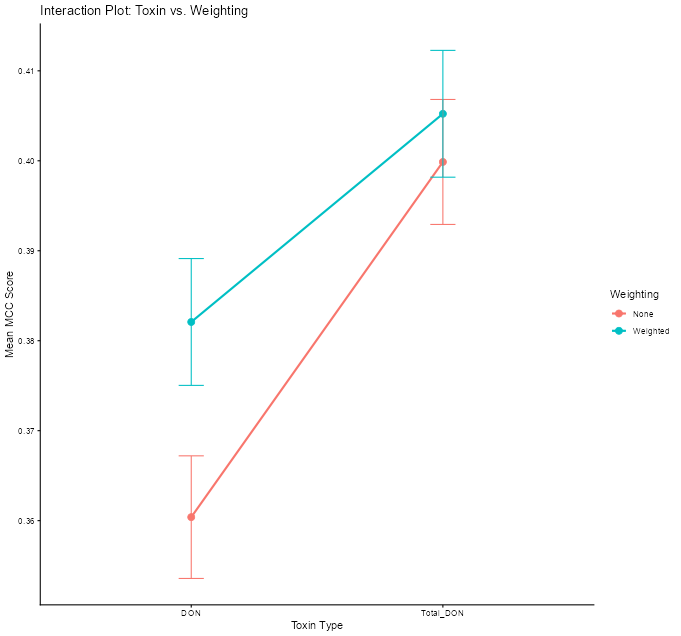 Interaction Plot: Toxin vs. Weighting
0.41
0.40
0.39
0.38
0.37
0.36
Mean MCC Score
DON
Total_DON
Toxin Type
Weighting
None
Weighted